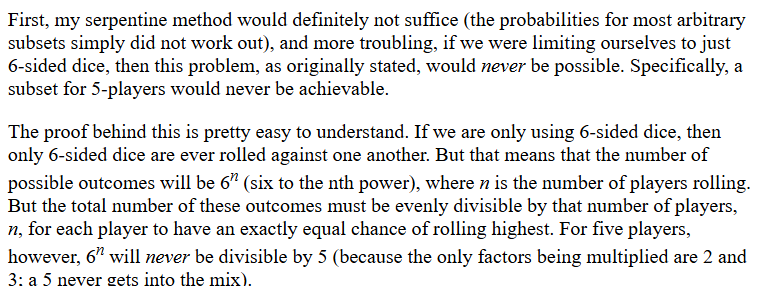 First, my serpentine method would definitely not suffice (the probabilities for most arbitrary
subsets simply did not work out), and more troubling, if we were limiting ourselves to just
6-sided dice, then this problem, as originally stated, would never be possible. Specifically, a
subset for 5-players would never be achievable.
The proof behind this is pretty easy to understand. If we are only using 6-sided dice, then
only 6-sided dice are ever rolled against one another. But that means that the number of
possible outcomes will be 6ⁿ (six to the nth power), where n is the number of players rolling.
But the total number of these outcomes must be evenly divisible by that number of players,
n, for each player to have an exactly equal chance of rolling highest. For five players,
however, 6ⁿ will never be divisible by 5 (because the only factors being multiplied are 2 and
3; a 5 never gets into the mix).